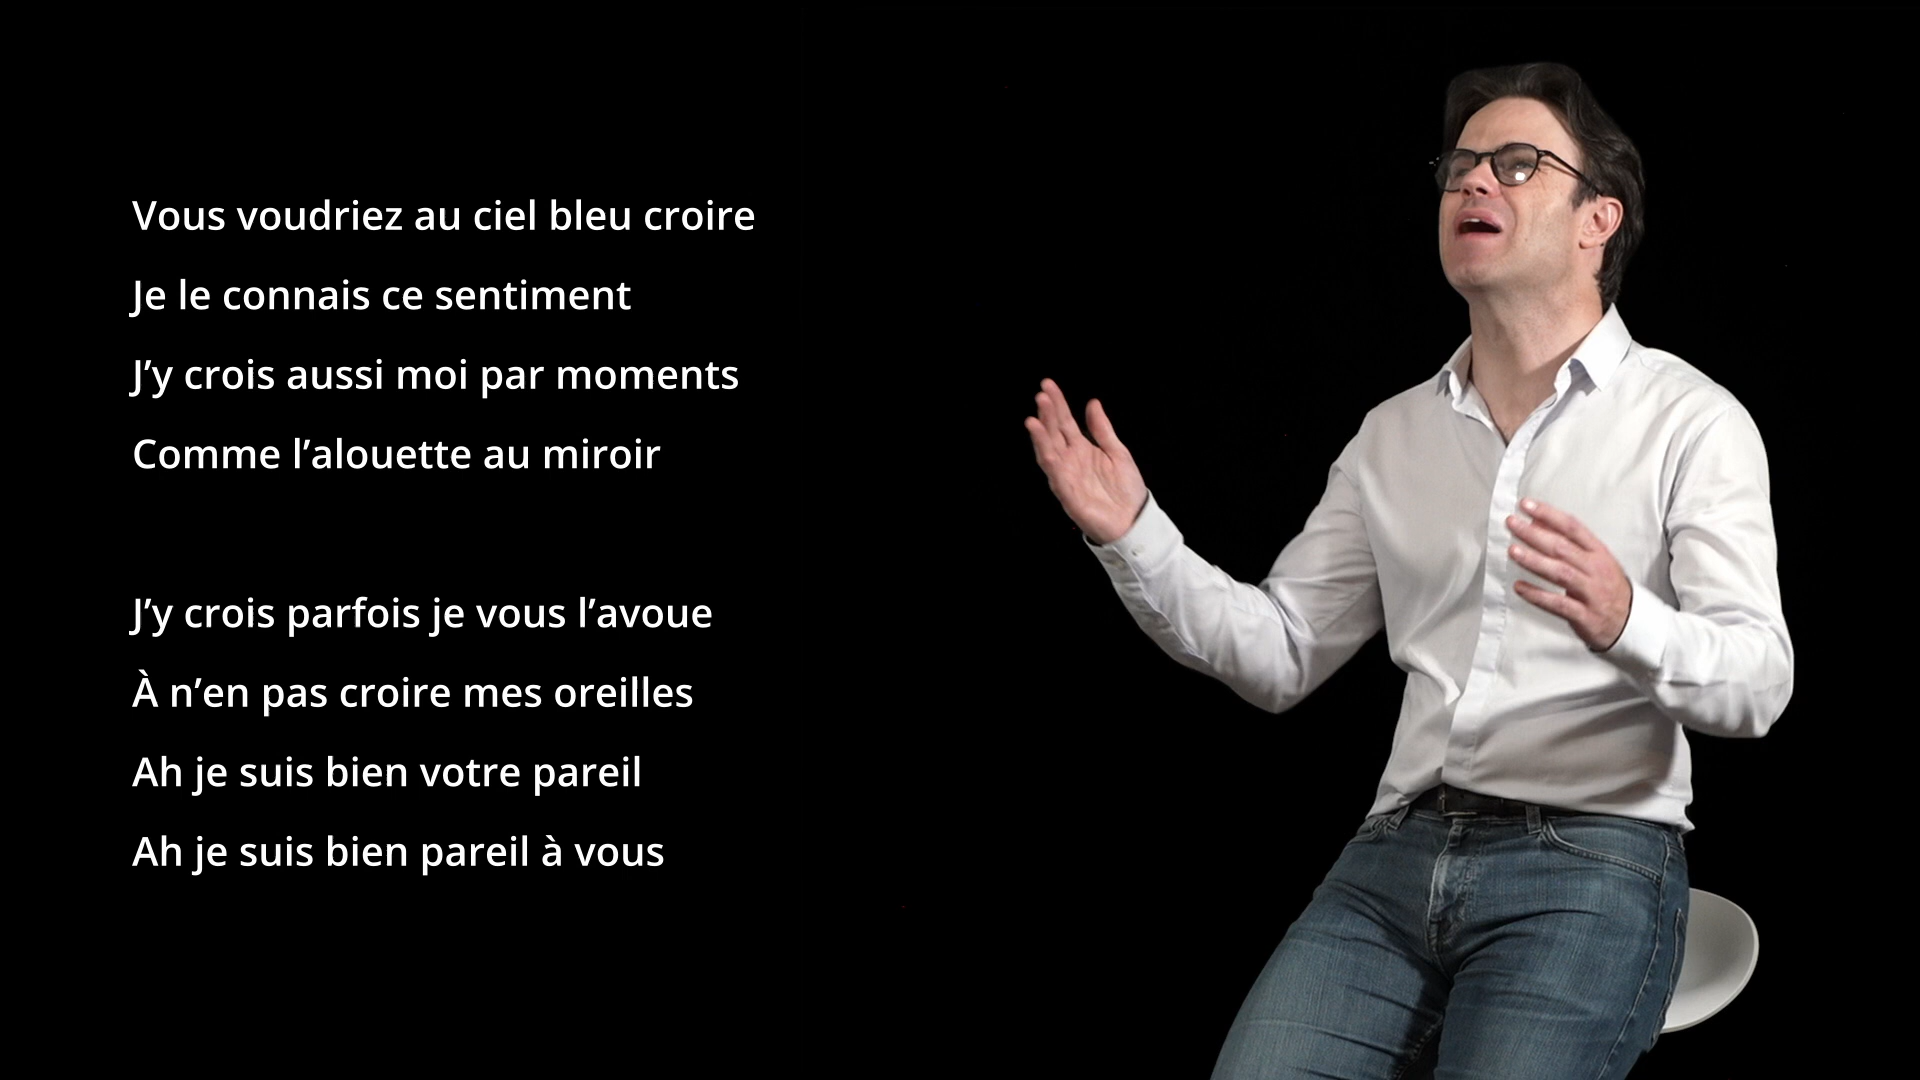 Vous voudriez au ciel bleu croire
Je le connais ce sentiment
J’y crois aussi moi par moments
Comme l’alouette au miroir
J’y crois parfois je vous l’avoue
À n’en pas croire mes oreilles
Ah je suis bien votre pareil
Ah je suis bien pareil à vous